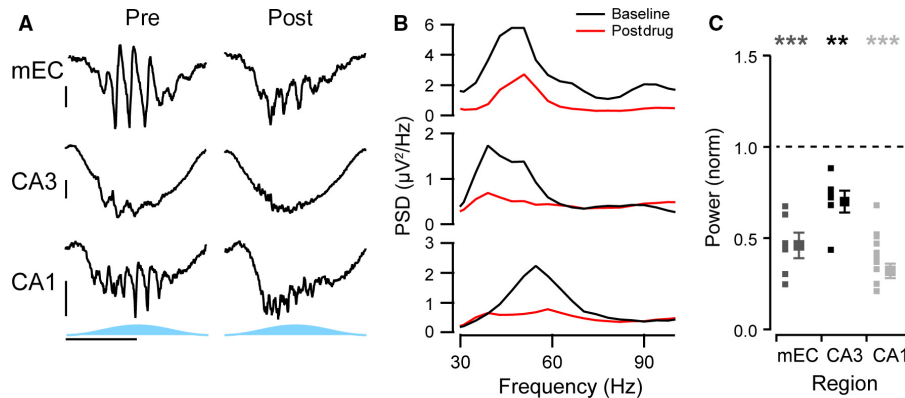 A
Pre
Post
mEC
CA3
CA1
B
Baseline
Postdrug
PSD (µV²/Hz)
6
4
2
0
2
1
0
3
2
1
0
30
60
90
Frequency (Hz)
C
*** ** ***
Power (norm)
1.5
1.0
0.5
0.0
mEC CA3 CA1
Region